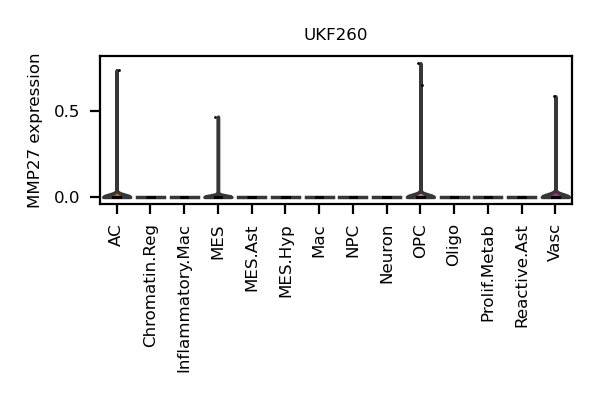 UKF260
MMP27 expression
0.5
0.0
AC
Chromatin.Reg
Inflammatory.Mac
MES
MES.Ast
MES.Hyp
Mac
NPC
Neuron
OPC
Oligo
Prolif.Metab
Reactive.Ast
Vasc